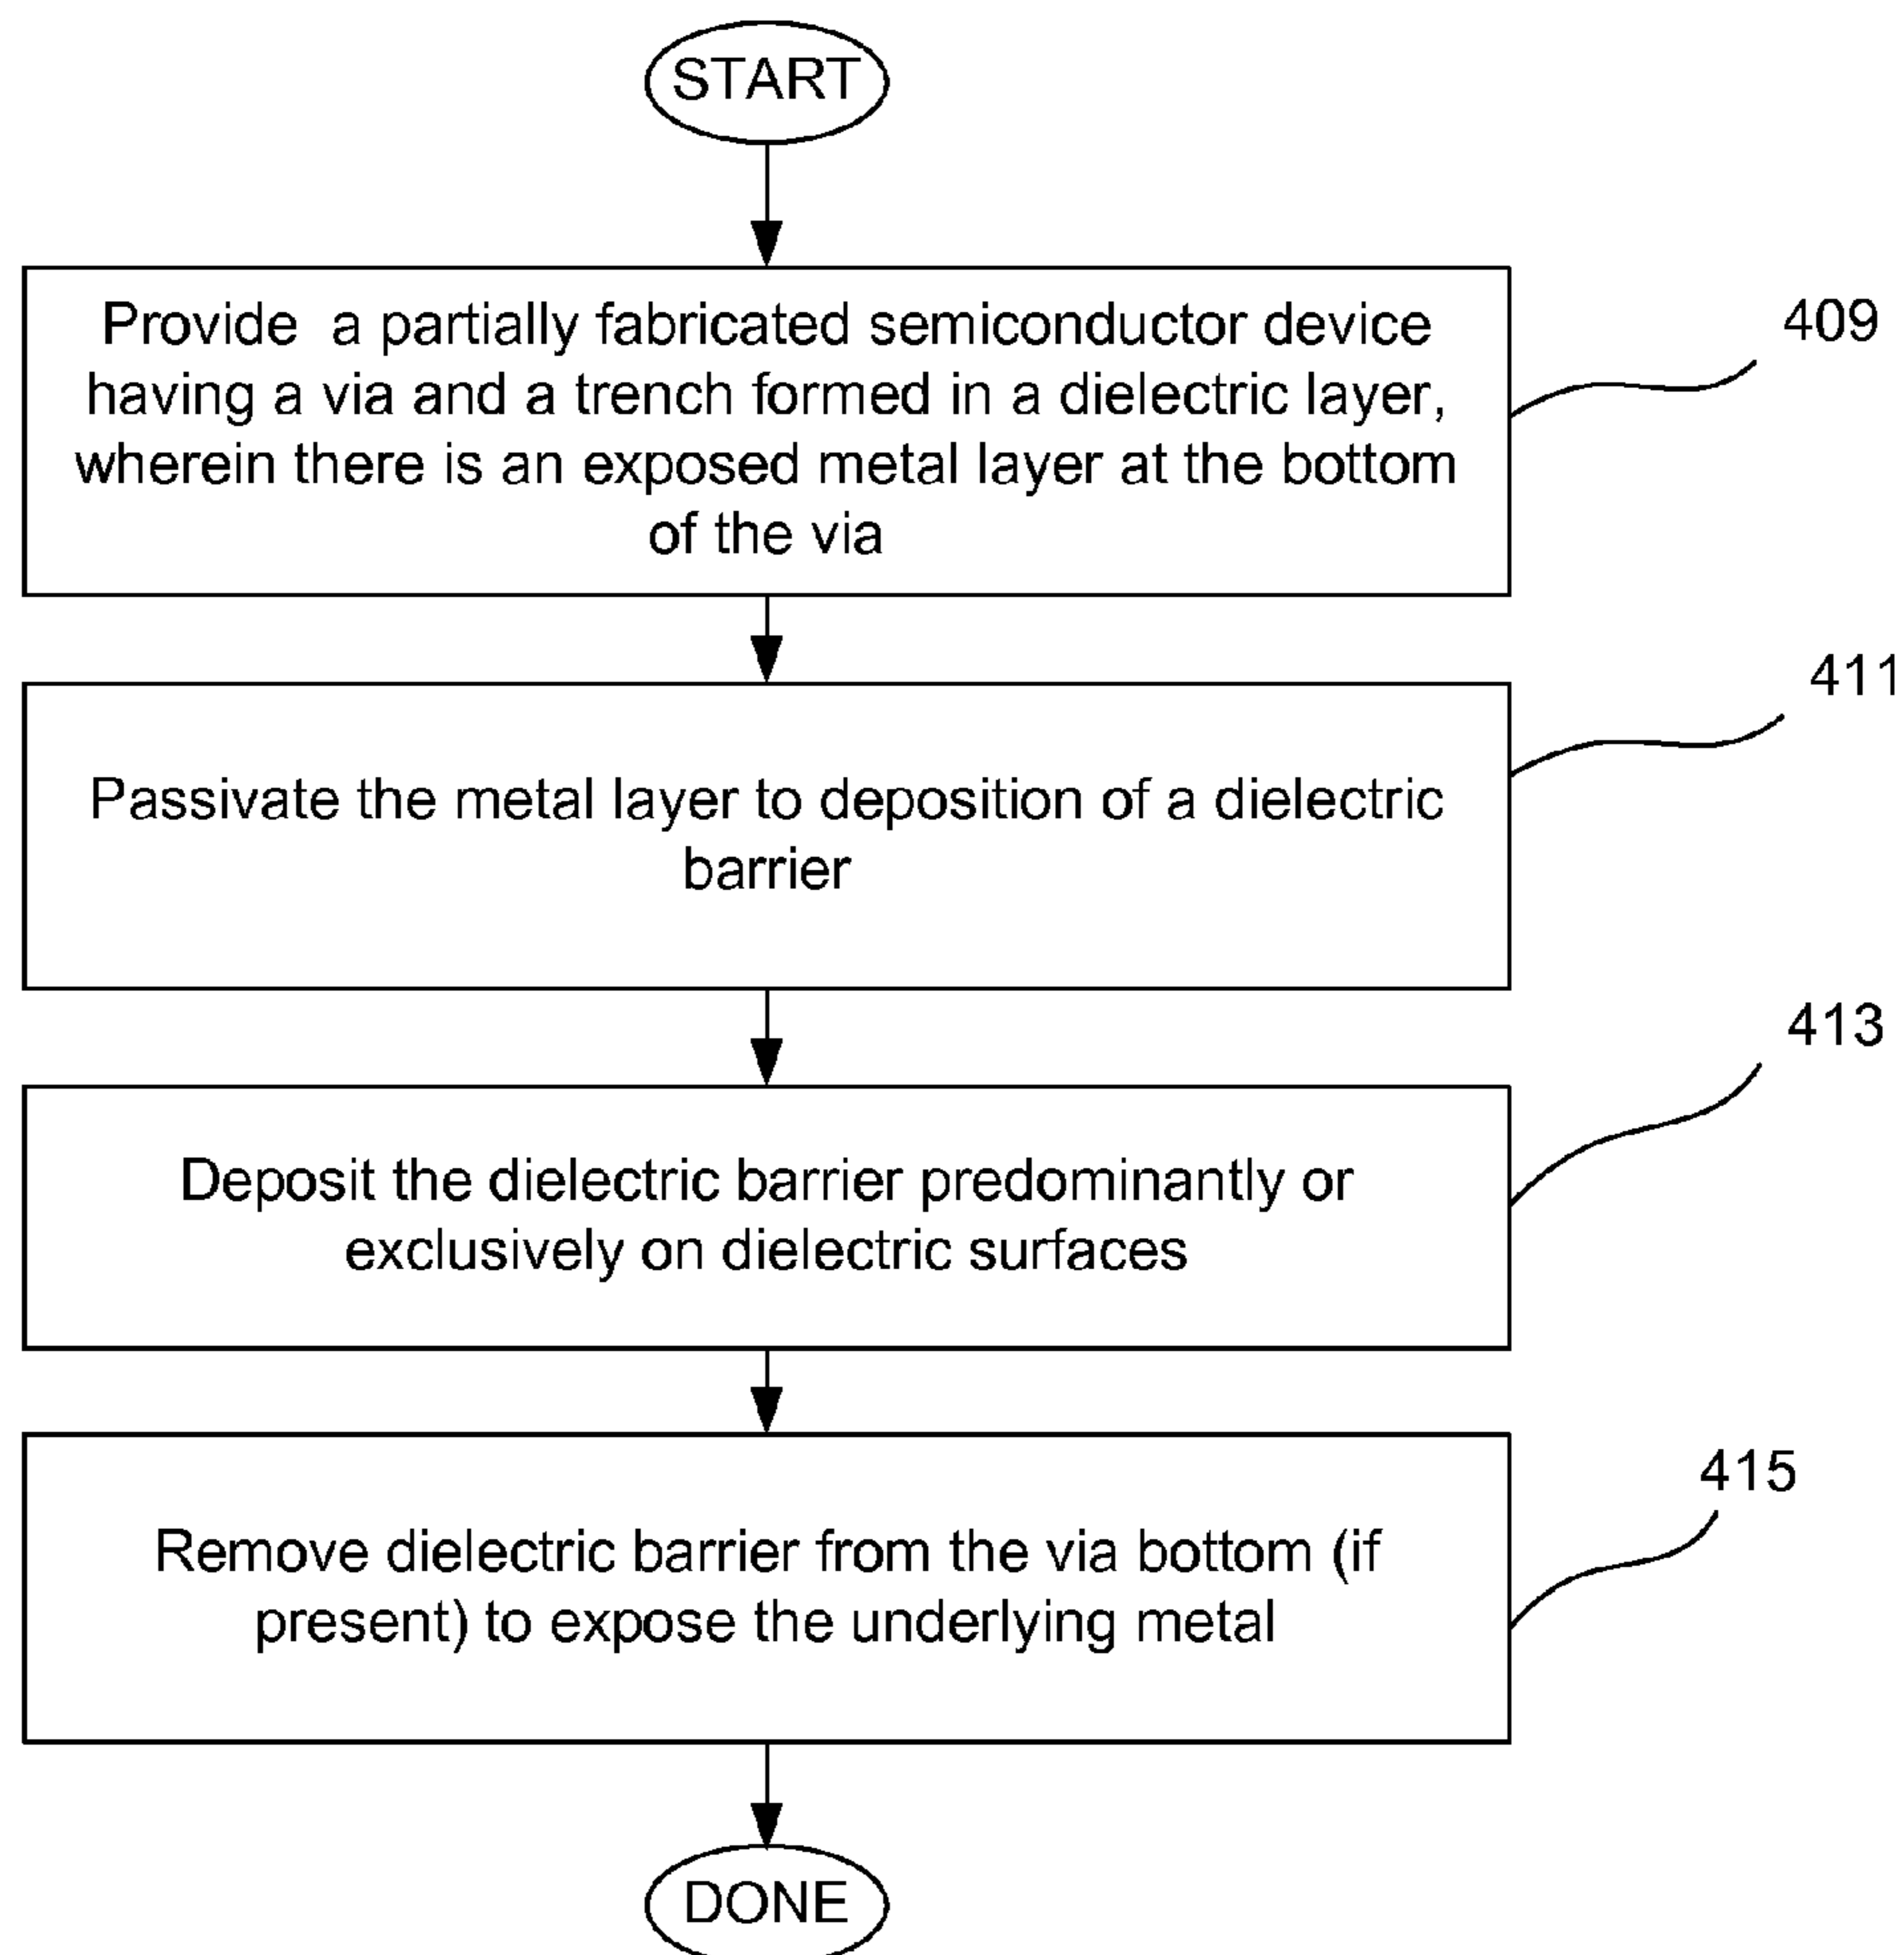 START
Provide a partially fabricated semiconductor device
having a via and a trench formed in a dielectric layer,
wherein there is an exposed metal layer at the bottom
of the via
409
Passivate the metal layer to deposition of a dielectric
barrier
411
Deposit the dielectric barrier predominantly or
exclusively on dielectric surfaces
413
Remove dielectric barrier from the via bottom (if
present) to expose the underlying metal
415
DONE